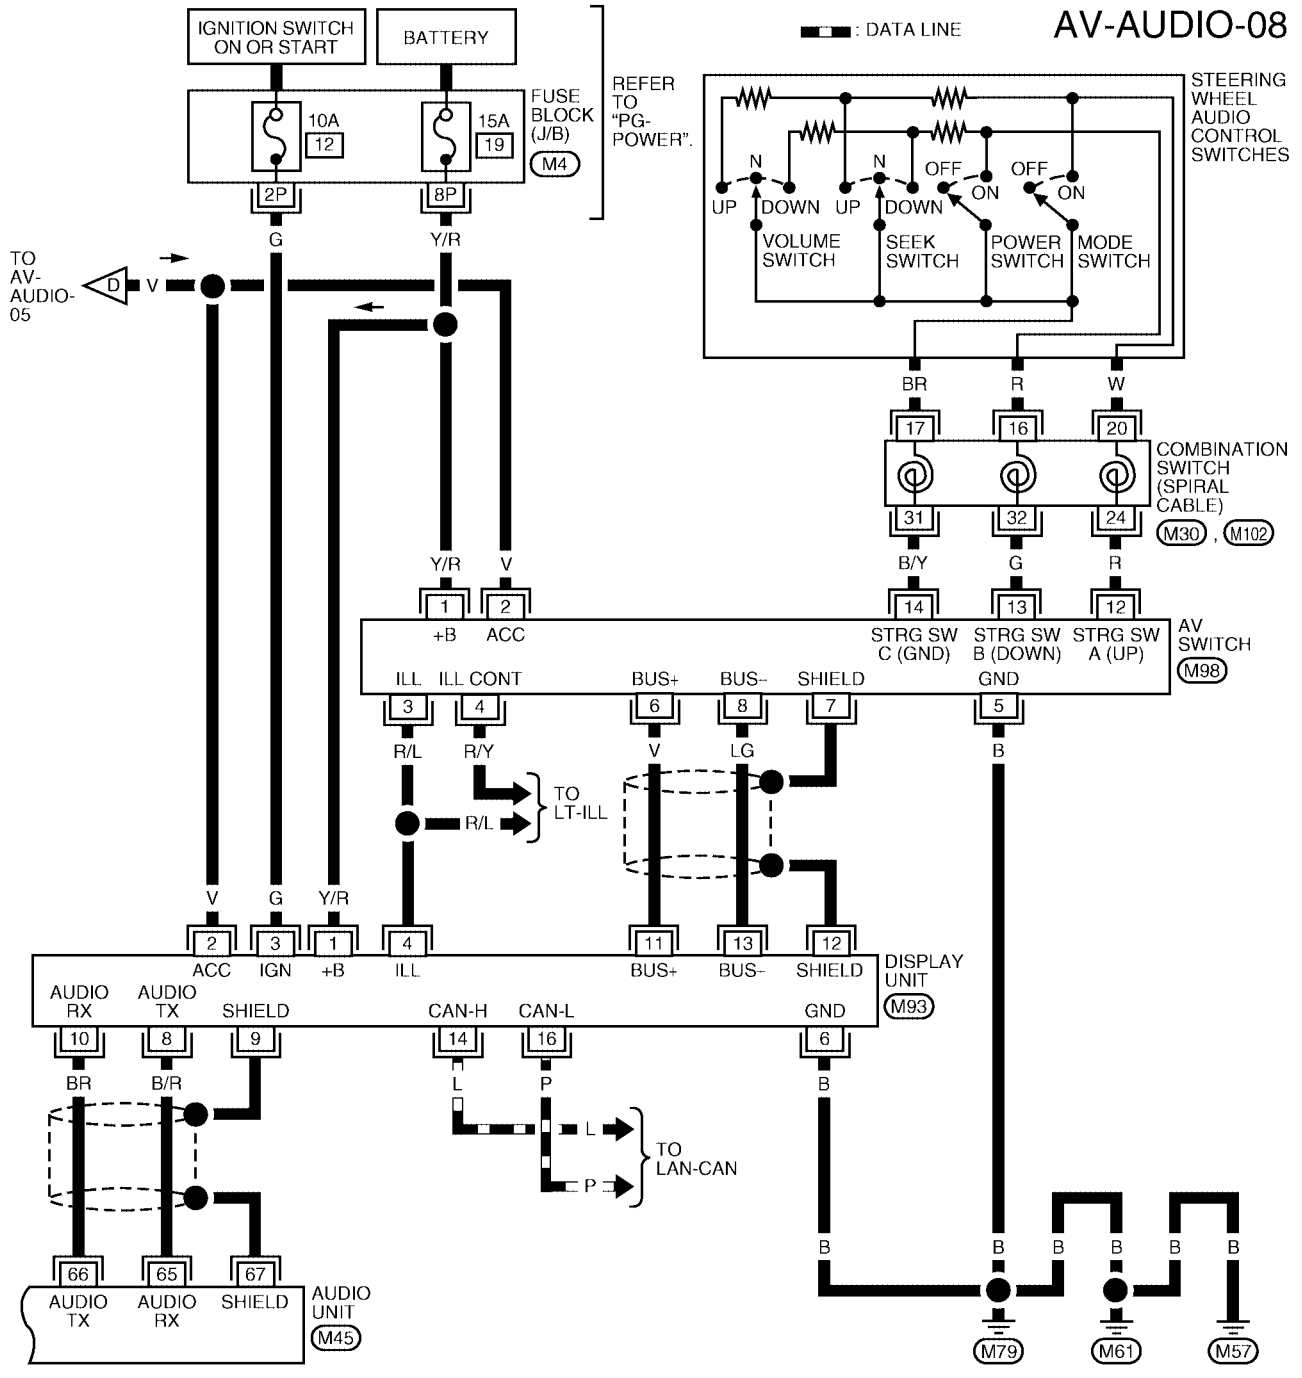 AV-AUDIO-08
: DATA LINE
IGNITION SWITCH
ON OR START
BATTERY
REFER
TO
"PG-
POWER".
FUSE
BLOCK
(J/B)
M4
10A
12
15A
19
2P
8P
G
Y/R
STEERING
WHEEL
AUDIO
CONTROL
SWITCHES
N
UP
DOWN
VOLUME
SWITCH
N
UP
DOWN
SEEK
SWITCH
OFF
ON
POWER
SWITCH
OFF
ON
MODE
SWITCH
TO
AV-
AUDIO-
05
D
V
BR
R
W
17
16
20
COMBINATION
SWITCH
(SPIRAL
CABLE)
M30 , M102
31
32
24
B/Y
G
R
Y/R
V
1
2
14
13
12
+B
ACC
STRG SW
C (GND)
STRG SW
B (DOWN)
STRG SW
A (UP)
AV
SWITCH
M98
ILL
ILL CONT
BUS+
BUS-
SHIELD
GND
3
4
6
8
7
5
R/L
R/Y
V
LG
B
TO
LT-ILL
R/L
V
G
Y/R
2
3
1
4
11
13
12
ACC
IGN
+B
ILL
BUS+
BUS-
SHIELD
DISPLAY
UNIT
M93
AUDIO
RX
AUDIO
TX
SHIELD
CAN-H
CAN-L
GND
10
8
9
14
16
6
BR
B/R
L
P
B
L
P
TO
LAN-CAN
B
B
B
B
B
B
66
65
67
AUDIO
TX
AUDIO
RX
SHIELD
AUDIO
UNIT
M45
M79
M61
M57